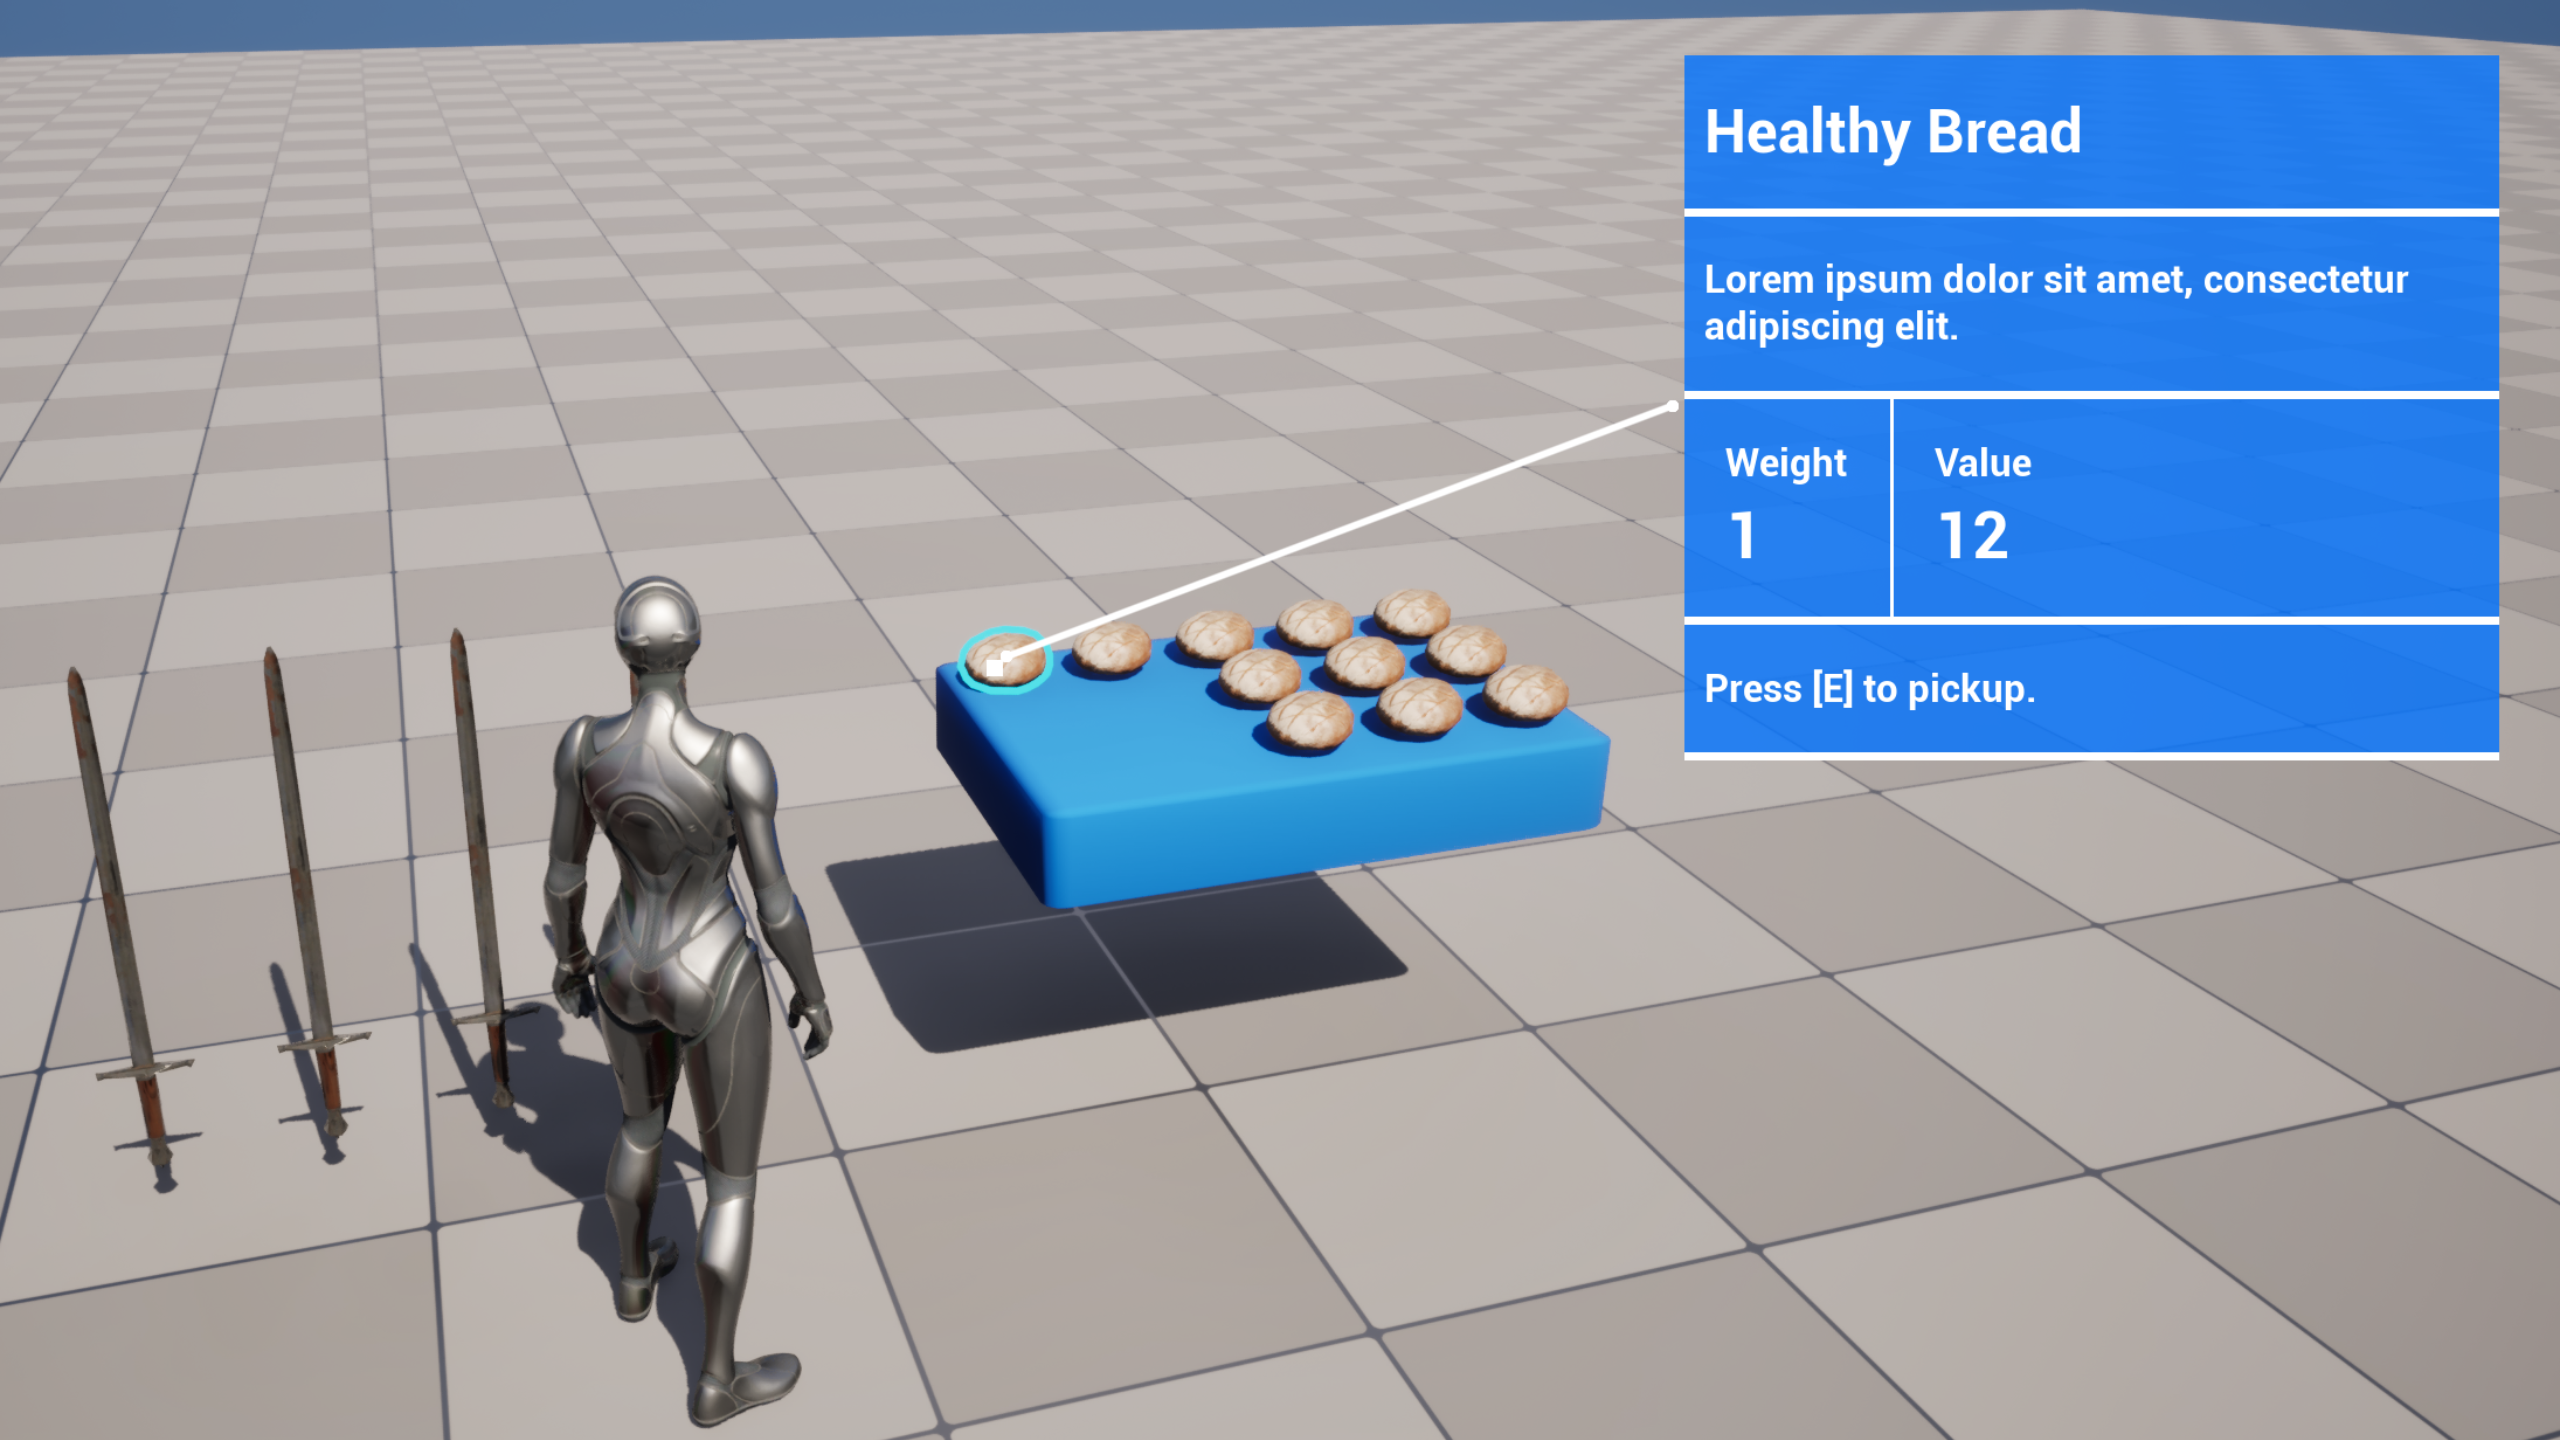 Healthy Bread
Lorem ipsum dolor sit amet, consectetur
adipiscing elit.
Weight
1
Value
12
Press [E] to pickup.